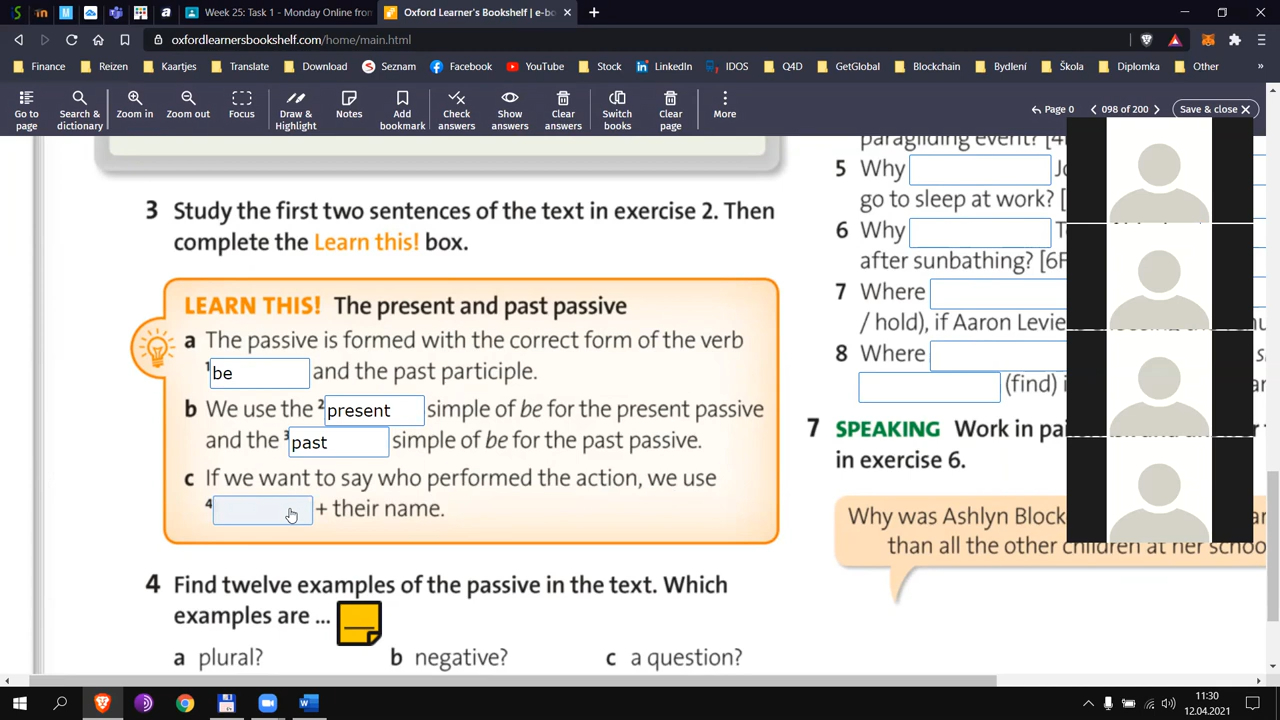 Week 25: Task 1 - Monday Online from
Oxford Learner's Bookshelf | e-bo
oxfordlearnersbookshelf.com/home/main.html
Finance Reizen Kaartjes Translate Download Seznam Facebook YouTube Stock LinkedIn IDOS Q4D GetGlobal Blockchain Bydlení Škola Diplomka Other
Go to page
Search & dictionary
Zoom in
Zoom out
Focus
Draw & Highlight
Notes
Add bookmark
Check answers
Show answers
Clear answers
Switch books
Clear page
More
Page 0
098 of 200
Save & close
3 Study the first two sentences of the text in exercise 2. Then
complete the Learn this! box.
LEARN THIS! The present and past passive
a The passive is formed with the correct form of the verb
1 be and the past participle.
b We use the 2 present simple of be for the present passive
and the 3 past simple of be for the past passive.
c If we want to say who performed the action, we use
4 + their name.
4 Find twelve examples of the passive in the text. Which
examples are ...
a plural? b negative? c a question?
paragliding event? [4
5 Why Jo
go to sleep at work? [
6 Why T
after sunbathing? [6F
7 Where
/ hold), if Aaron Levie
8 Where
(find) i
7 SPEAKING Work in pai
in exercise 6.
Why was Ashlyn Block
than all the other children at her schoo
11:30
12.04.2021